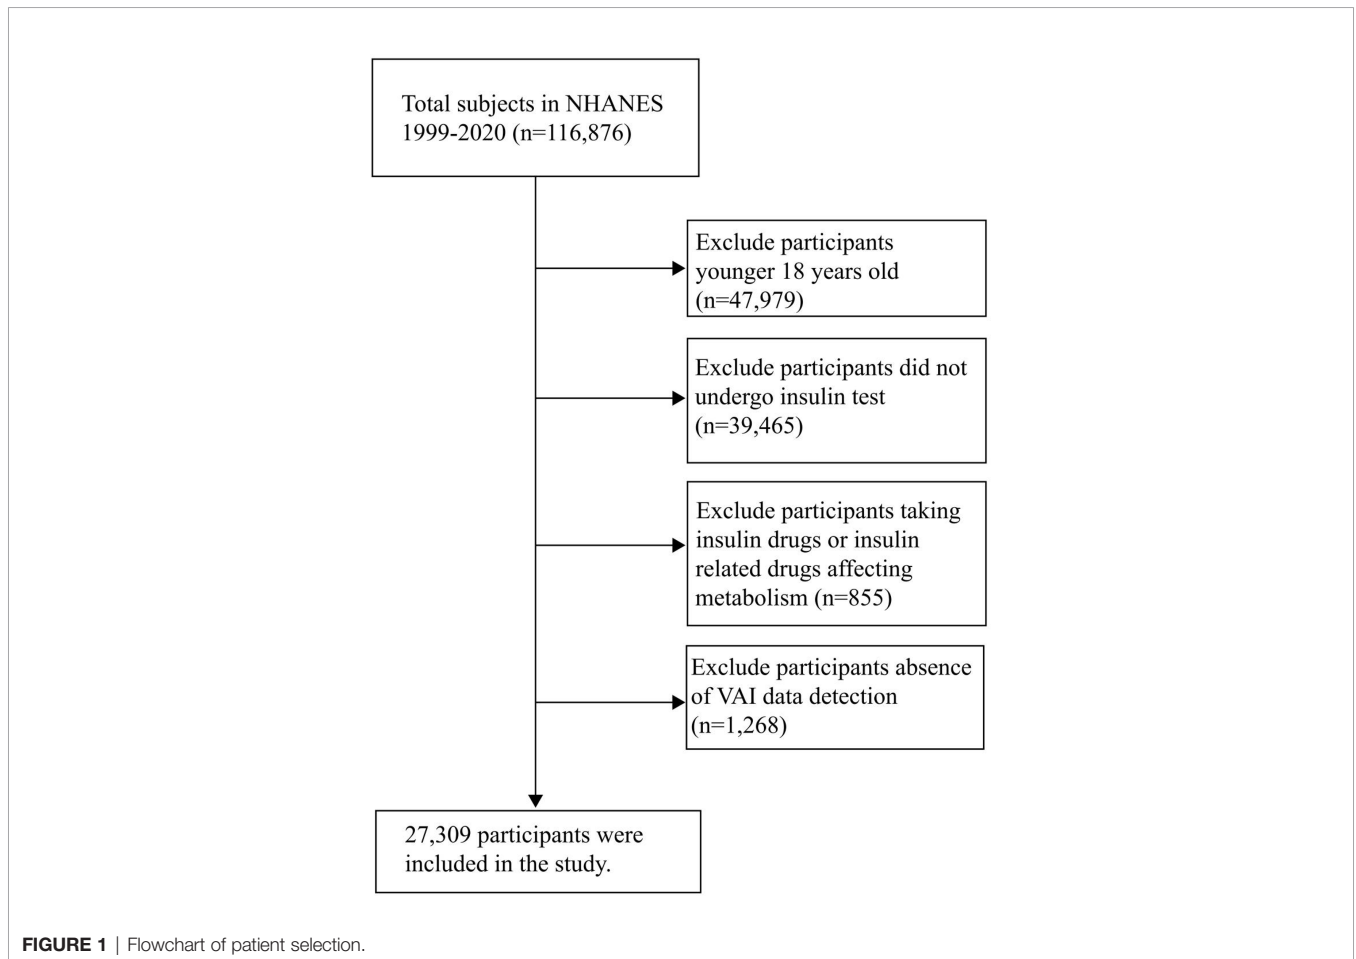 Total subjects in NHANES
1999-2020 (n=116,876)
Exclude participants
younger 18 years old
(n=47,979)
Exclude participants did not
undergo insulin test
(n=39,465)
Exclude participants taking
insulin drugs or insulin
related drugs affecting
metabolism (n=855)
Exclude participants absence
of VAI data detection
(n=1,268)
27,309 participants were
included in the study.
FIGURE 1 | Flowchart of patient selection.